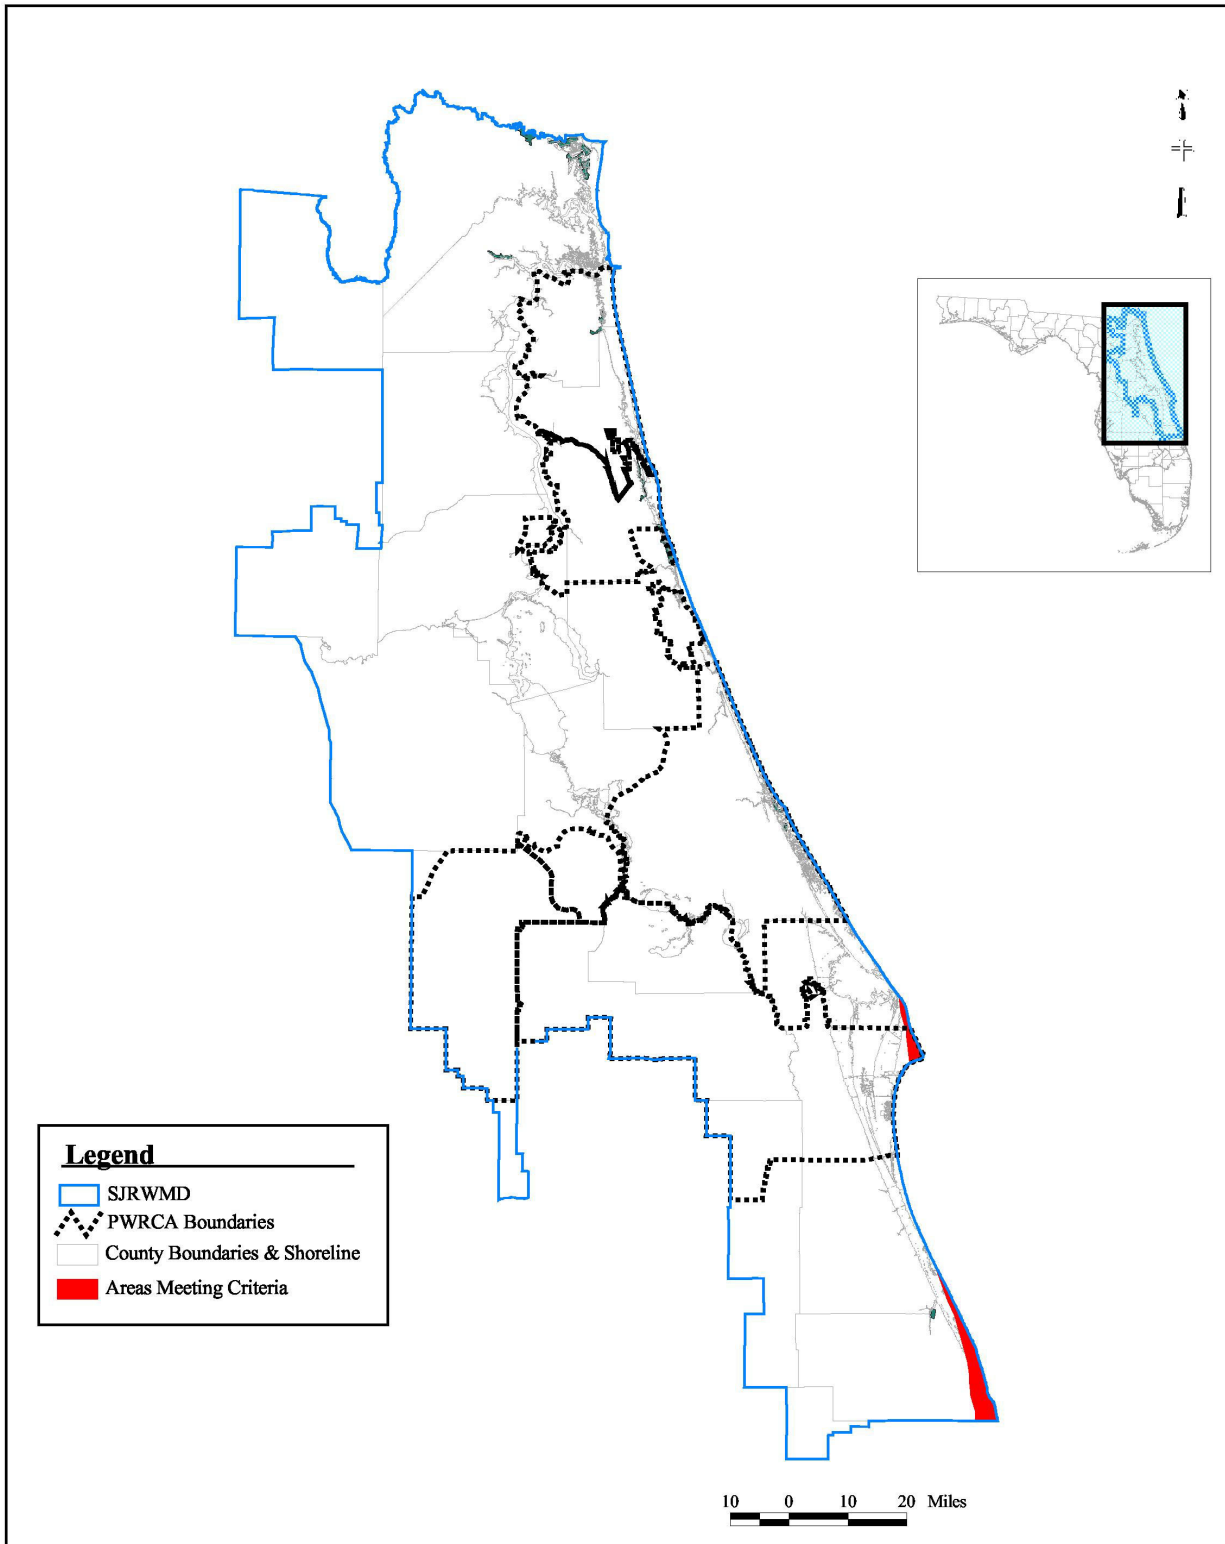 Legend
SJRWMD
PWRCA Boundaries
County Boundaries & Shoreline
Areas Meeting Criteria
10 0 10 20 Miles